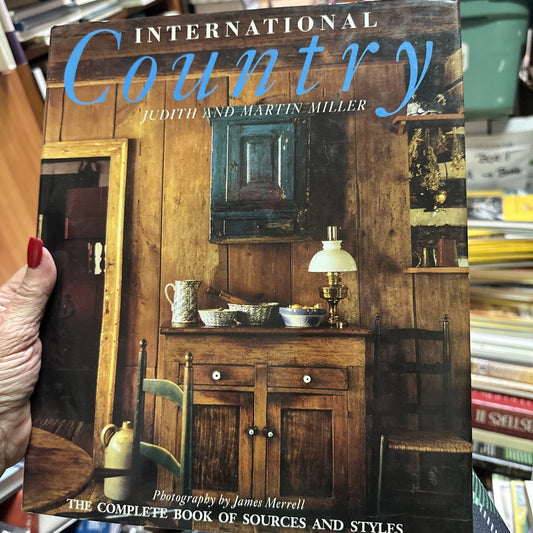 INTERNATIONAL
Country
JUDITH AND MARTIN MILLER
Photography by James Merrell
THE COMPLETE BOOK OF SOURCES AND STYLES